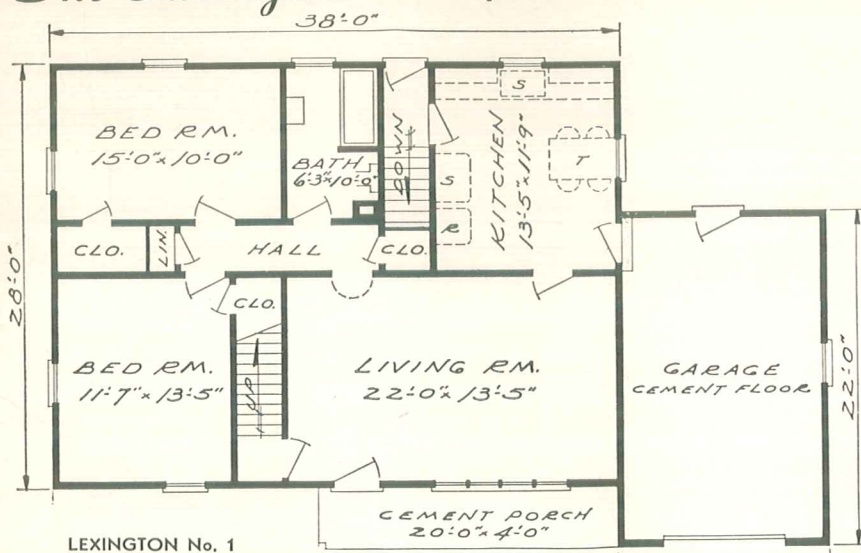 38'-0"
BED RM.
15'-0" x 10'-0"
BATH
6'-3" x 10'-0"
DOWN
S
T
S
R
KITCHEN
13'-5" x 11'-9"
CLO.
LIN.
HALL
CLO.
CLO.
28'-0"
BED RM.
11'-7" x 13'-5"
UP
LIVING RM.
22'-0" x 13'-5"
GARAGE
CEMENT FLOOR
22'-0"
CEMENT PORCH
20'-0" x 4'-0"
LEXINGTON No. 1